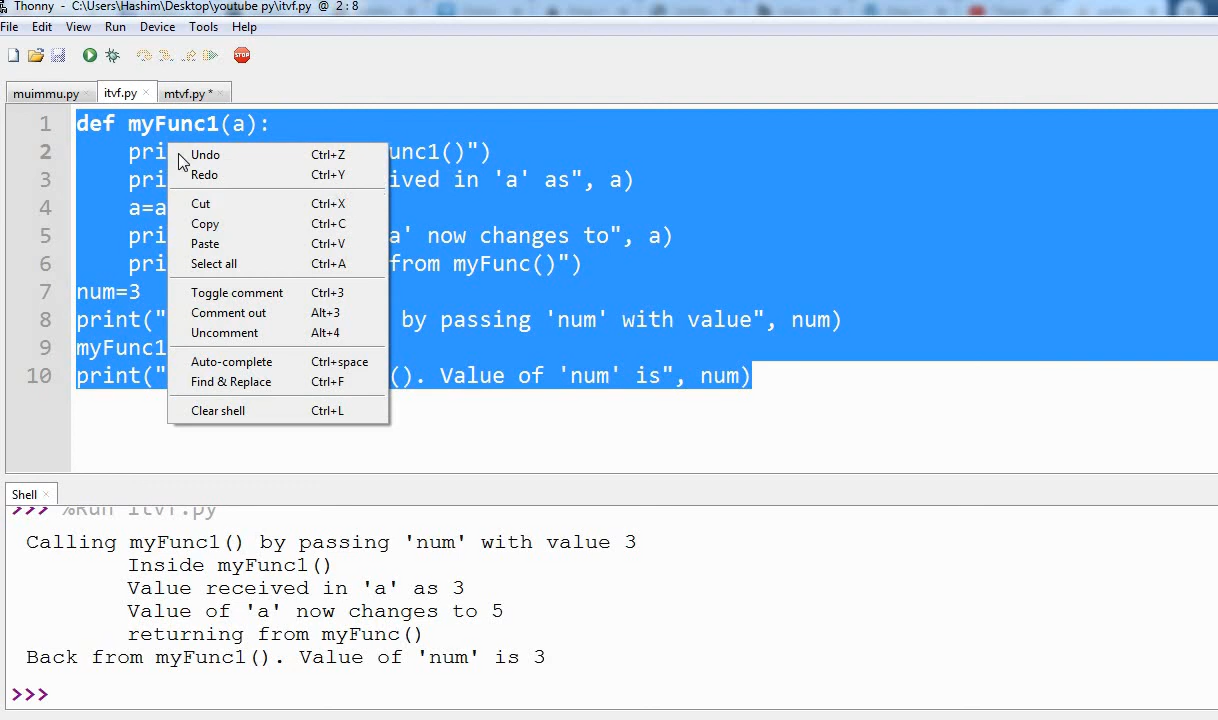 Thonny - C:\Users\Hashim\Desktop\youtube py\itvf.py @ 2:8
File Edit View Run Device Tools Help
STOP
muimmu.py itvf.py mtvf.py *
1 def myFunc1(a):
2 pri unc1()")
3 pri ived in 'a' as", a)
4 a=a
5 pri a' now changes to", a)
6 pri from myFunc()")
7 num=3
8 print(" by passing 'num' with value", num)
9 myFunc1
10 print(" (). Value of 'num' is", num)
Undo Ctrl+Z
Redo Ctrl+Y
Cut Ctrl+X
Copy Ctrl+C
Paste Ctrl+V
Select all Ctrl+A
Toggle comment Ctrl+3
Comment out Alt+3
Uncomment Alt+4
Auto-complete Ctrl+space
Find & Replace Ctrl+F
Clear shell Ctrl+L
Shell
>>> %Run itvf.py
Calling myFunc1() by passing 'num' with value 3
Inside myFunc1()
Value received in 'a' as 3
Value of 'a' now changes to 5
returning from myFunc()
Back from myFunc1(). Value of 'num' is 3
>>>